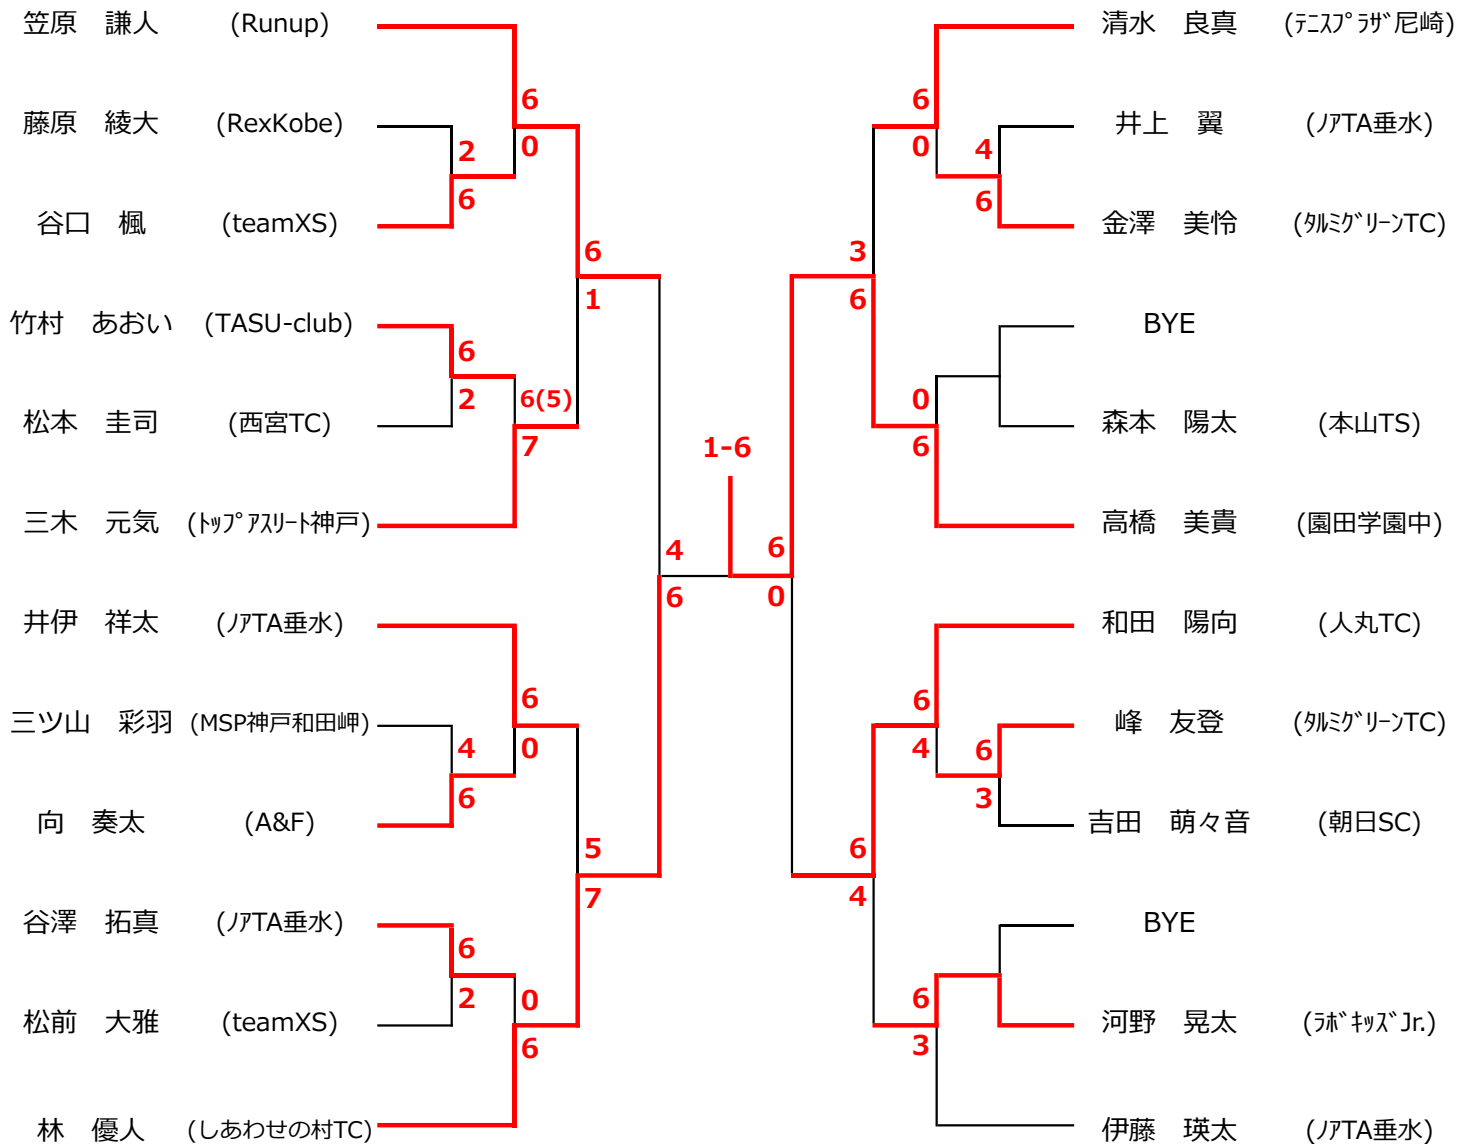 笠原　謙人 (Runup)
6
藤原　綾大 (RexKobe)
2
0
6
谷口　楓 (teamXS)
6
1
竹村　あおい (TASU-club)
6
2
6(5)
松本　圭司 (西宮TC)
7
三木　元気 (ﾄｯﾌﾟｱｽﾘｰﾄ神戸)
4
6
井伊　祥太 (ﾉｱTA垂水)
6
三ツ山　彩羽 (MSP神戸和田岬)
4
0
6
向　奏太 (A&F)
5
7
谷澤　拓真 (ﾉｱTA垂水)
6
2
0
松前　大雅 (teamXS)
6
林　優人 (しあわせの村TC)
1-6
清水　良真 (ﾃﾆｽﾌﾟﾗｻﾞ尼崎)
6
井上　翼 (ﾉｱTA垂水)
0
4
6
金澤　美怜 (ﾀﾙﾐｸﾞﾘｰﾝTC)
3
6
BYE
0
森本　陽太 (本山TS)
6
高橋　美貴 (園田学園中)
6
0
和田　陽向 (人丸TC)
6
峰　友登 (ﾀﾙﾐｸﾞﾘｰﾝTC)
4
6
3
吉田　萌々音 (朝日SC)
6
4
BYE
6
河野　晃太 (ﾗﾎﾞｷｯｽﾞJr.)
3
伊藤　瑛太 (ﾉｱTA垂水)